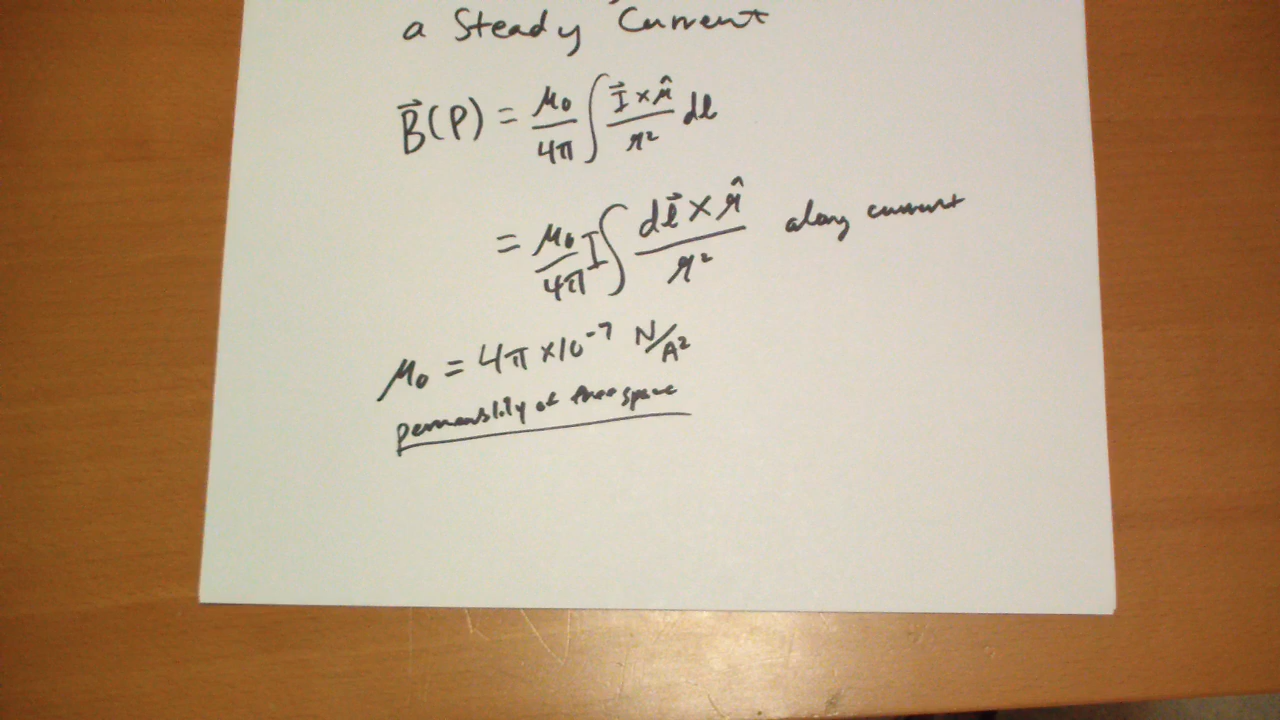 a Steady Current
B⃗(P) = μ₀/4π ∫ I⃗ × r̂/r² dl
= μ₀/4π I ∫ dl⃗ × r̂/r² along current
μ₀ = 4π × 10⁻⁷ N/A²
permeability of free space